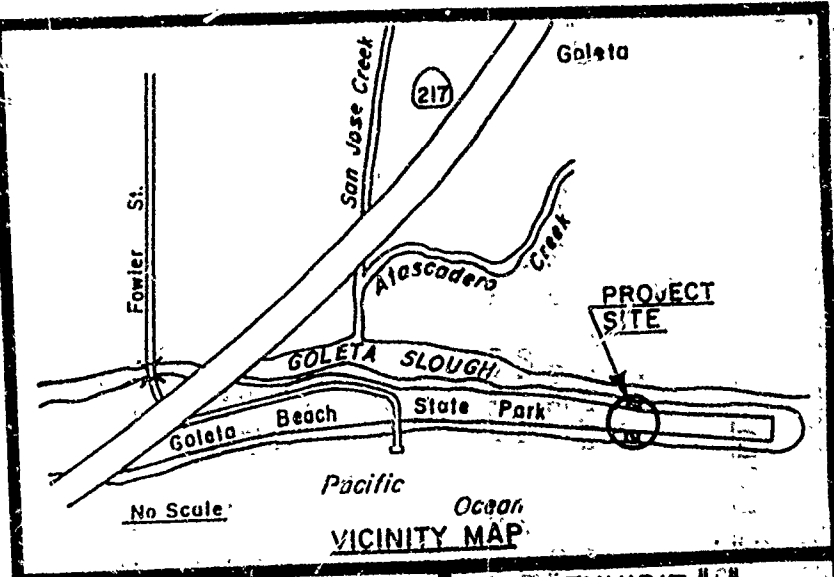 Goleta
San Jose Creek
217
Fowler St.
Atascadero Creek
PROJECT
SITE
GOLETA SLOUGH
Goleta Beach State Park
Pacific
Ocean
No Scale
VICINITY MAP